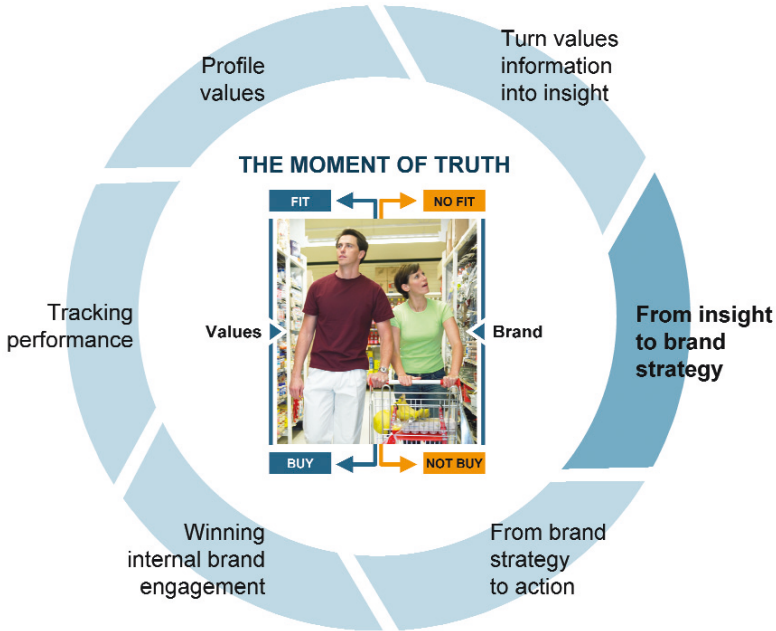 Profile
values
Turn values
information
into insight
THE MOMENT OF TRUTH
FIT
NO FIT
Tracking
performance
Values
Brand
From insight
to brand
strategy
BUY
NOT BUY
Winning
internal brand
engagement
From brand
strategy
to action